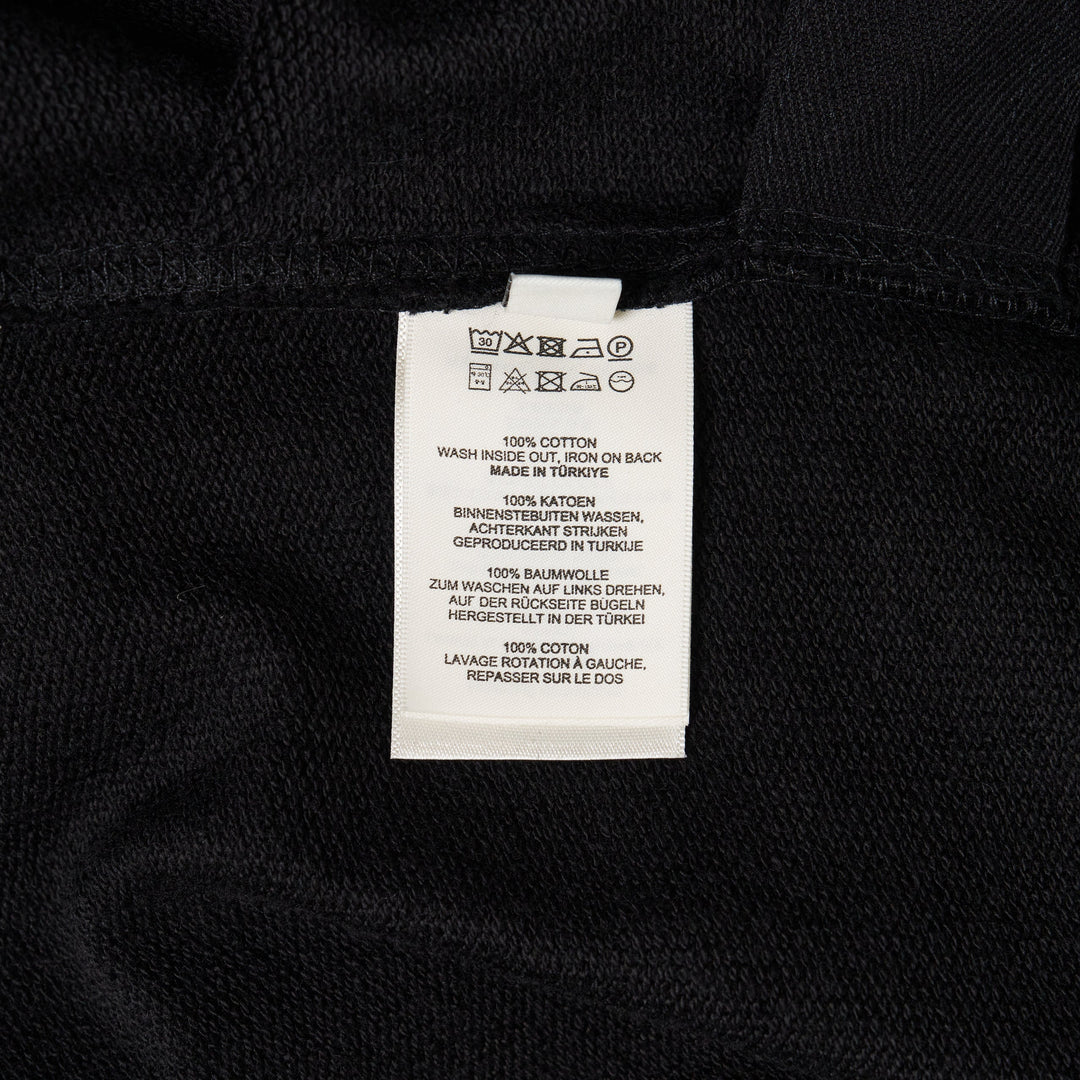 30 P
100% COTTON
WASH INSIDE OUT, IRON ON BACK
MADE IN TÜRKIYE
100% KATOEN
BINNENSTEBUITEN WASSEN,
ACHTERKANT STRIJKEN
GEPRODUCEERD IN TURKIJE
100% BAUMWOLLE
ZUM WASCHEN AUF LINKS DREHEN,
AUF DER RÜCKSEITE BÜGELN
HERGESTELLT IN DER TÜRKEI
100% COTON
LAVAGE ROTATION À GAUCHE,
REPASSER SUR LE DOS